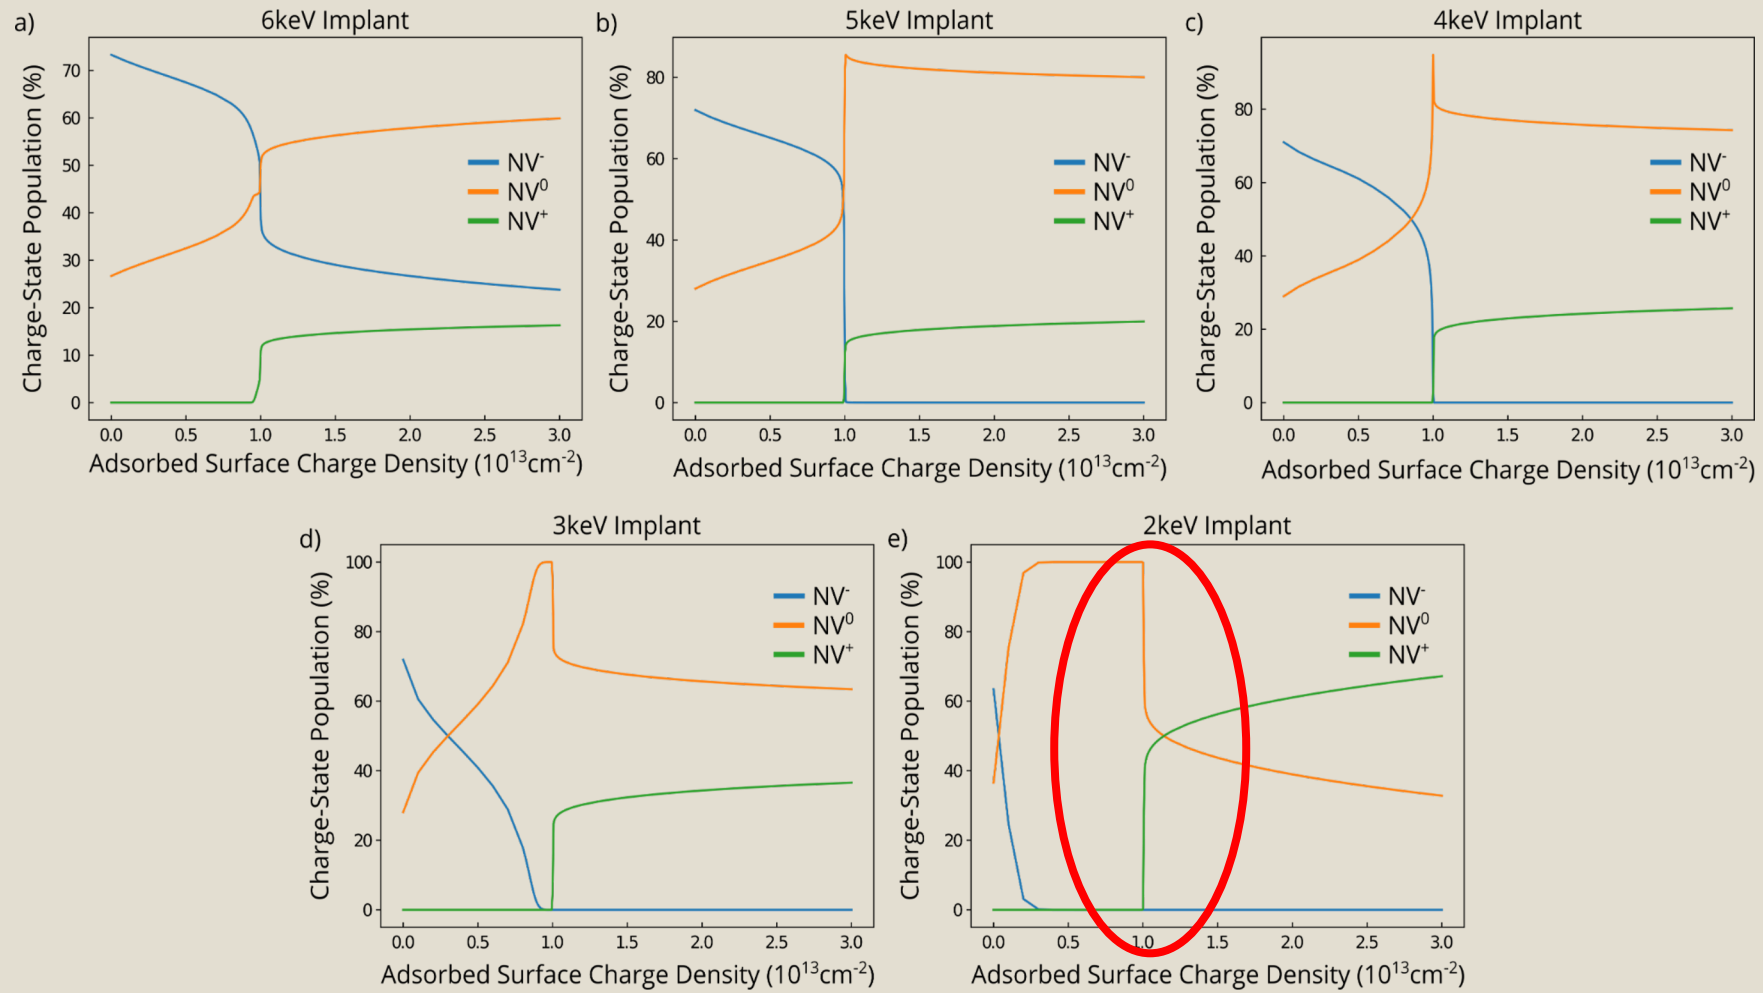 a) 6keV Implant
Charge-State Population (%)
70
60
50
40
30
20
10
0
NV⁻
NV⁰
NV⁺
0.0 0.5 1.0 1.5 2.0 2.5 3.0
Adsorbed Surface Charge Density (10¹³cm⁻²)
b) 5keV Implant
Charge-State Population (%)
80
60
40
20
0
NV⁻
NV⁰
NV⁺
0.0 0.5 1.0 1.5 2.0 2.5 3.0
Adsorbed Surface Charge Density (10¹³cm⁻²)
c) 4keV Implant
Charge-State Population (%)
80
60
40
20
0
NV⁻
NV⁰
NV⁺
0.0 0.5 1.0 1.5 2.0 2.5 3.0
Adsorbed Surface Charge Density (10¹³cm⁻²)
d) 3keV Implant
Charge-State Population (%)
100
80
60
40
20
0
NV⁻
NV⁰
NV⁺
0.0 0.5 1.0 1.5 2.0 2.5 3.0
Adsorbed Surface Charge Density (10¹³cm⁻²)
e) 2keV Implant
Charge-State Population (%)
100
80
60
40
20
0
NV⁻
NV⁰
NV⁺
0.0 0.5 1.0 1.5 2.0 2.5 3.0
Adsorbed Surface Charge Density (10¹³cm⁻²)